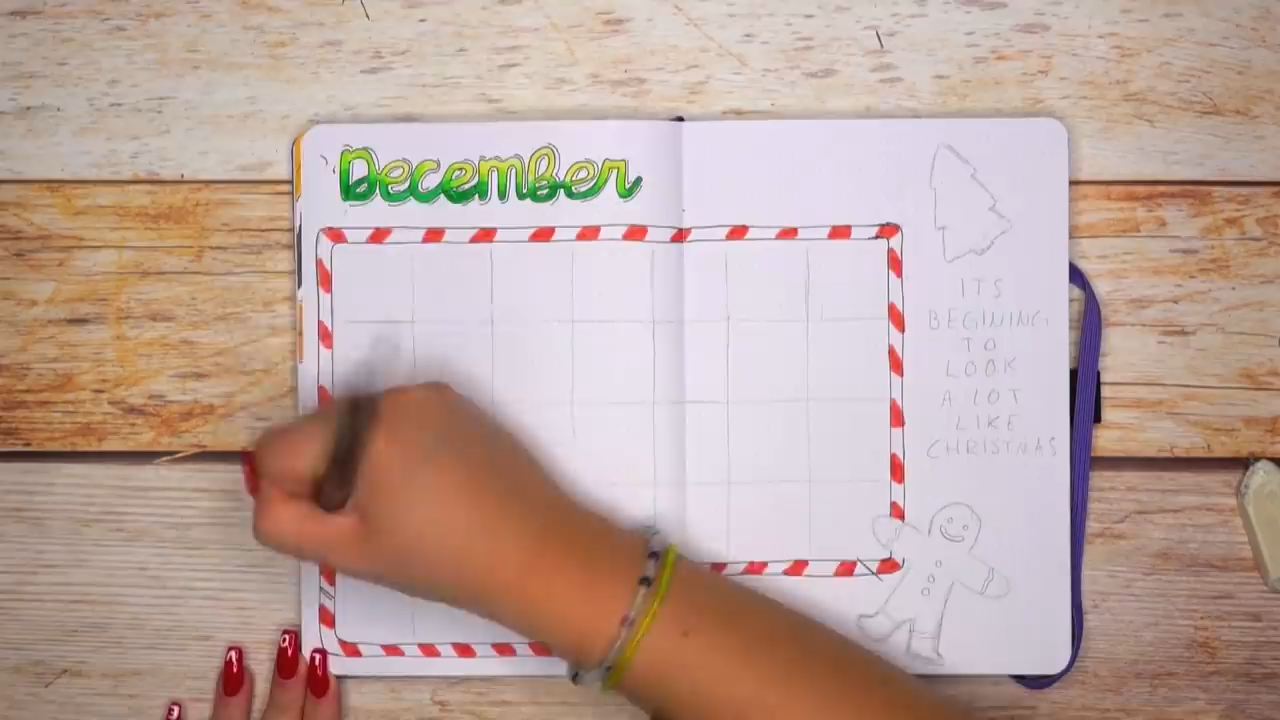 December
ITS
BEGINING
TO
LOOK
A LOT
LIKE
CHRISTMAS